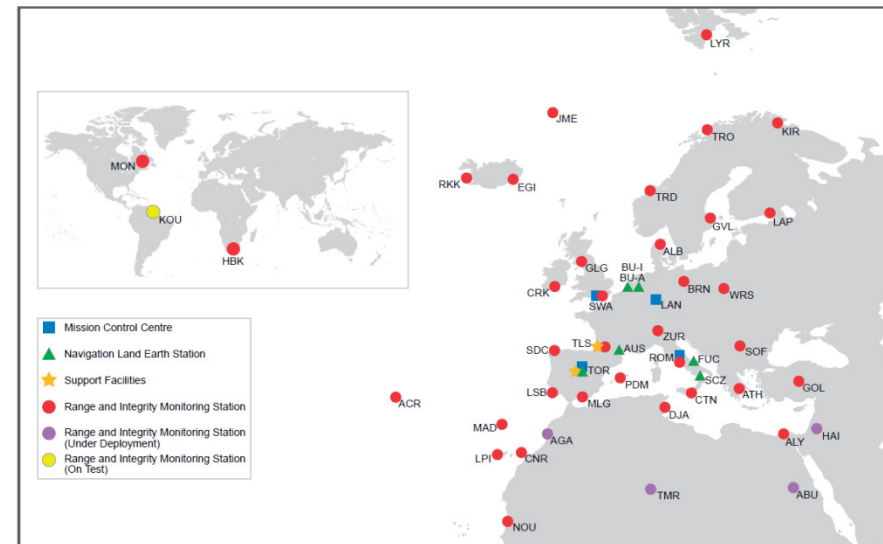 LYR
JME
TRO
KIR
MON
RKK
EGI
TRD
KOU
GVL
LAP
HBK
ALB
GLG
BU-I
BU-A
CRK
SWA
LAN
BRN
WRS
Mission Control Centre
Navigation Land Earth Station
Support Facilities
Range and Integrity Monitoring Station
Range and Integrity Monitoring Station
(Under Deployment)
Range and Integrity Monitoring Station
(On Test)
ZUR
SDC
TLS
AUS
ROM
FUC
SOF
TOR
PDM
SCZ
ACR
LSB
MLG
CTN
ATH
GOL
DJA
MAD
AGA
ALY
HAI
LPI
CNR
TMR
ABU
NOU